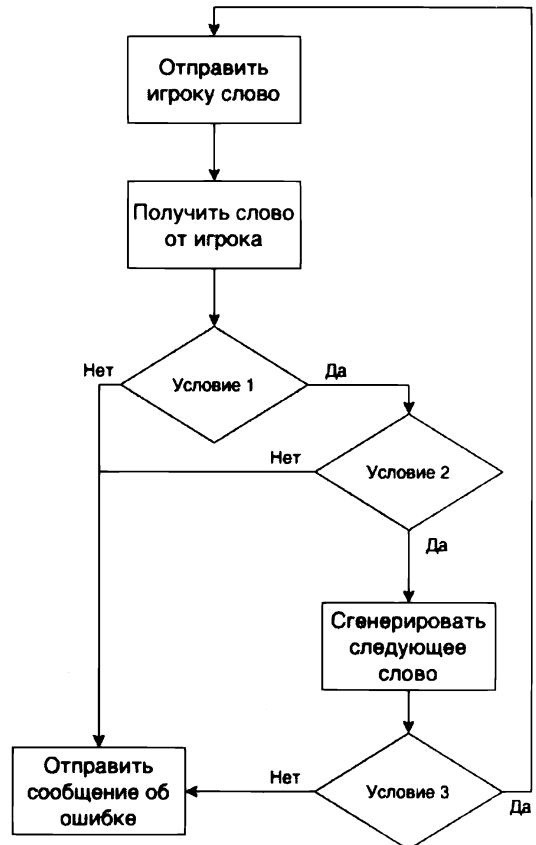 Отправить
игроку слово
Получить слово
от игрока
Нет
Условие 1
Да
Нет
Условие 2
Да
Сгенерировать
следующее
слово
Отправить
сообщение об
ошибке
Нет
Условие 3
Да